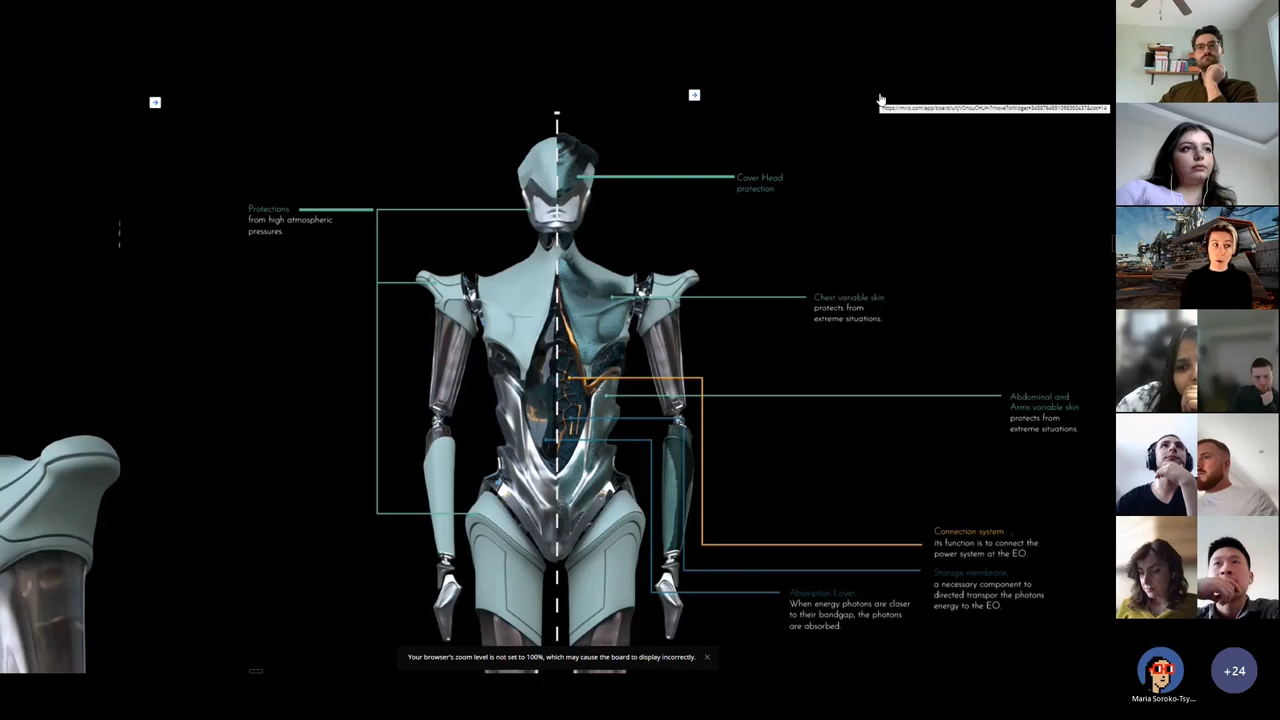 Cover Head
protection
Protections
from high atmospheric
pressures.
Chest variable skin
protects from
extreme situations.
Abdominal and
Arms variable skin
protects from
extreme situations.
Connection system
its function is to connect the
power system at the EO.
Storage membrane,
a necessary component to
directed transpor the photons
energy to the EO.
Absorption Layer,
When energy photons are closer
to their bandgap, the photons
are absorbed.
Your browser's zoom level is not set to 100%, which may cause the board to display incorrectly.
Maria Soroko-Tsy...
+24